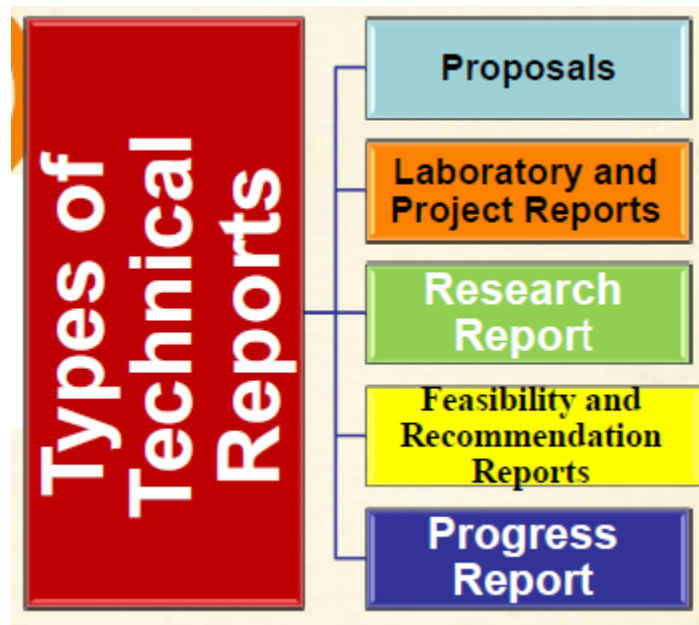 Types of
Technical
Reports
Proposals
Laboratory and
Project Reports
Research
Report
Feasibility and
Recommendation
Reports
Progress
Report